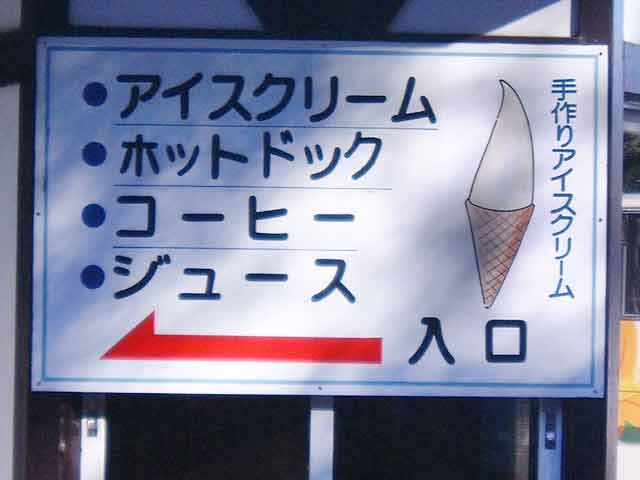 ●アイスクリーム
●ホットドック
●コーヒー
●ジュース
入口
手作りアイスクリーム